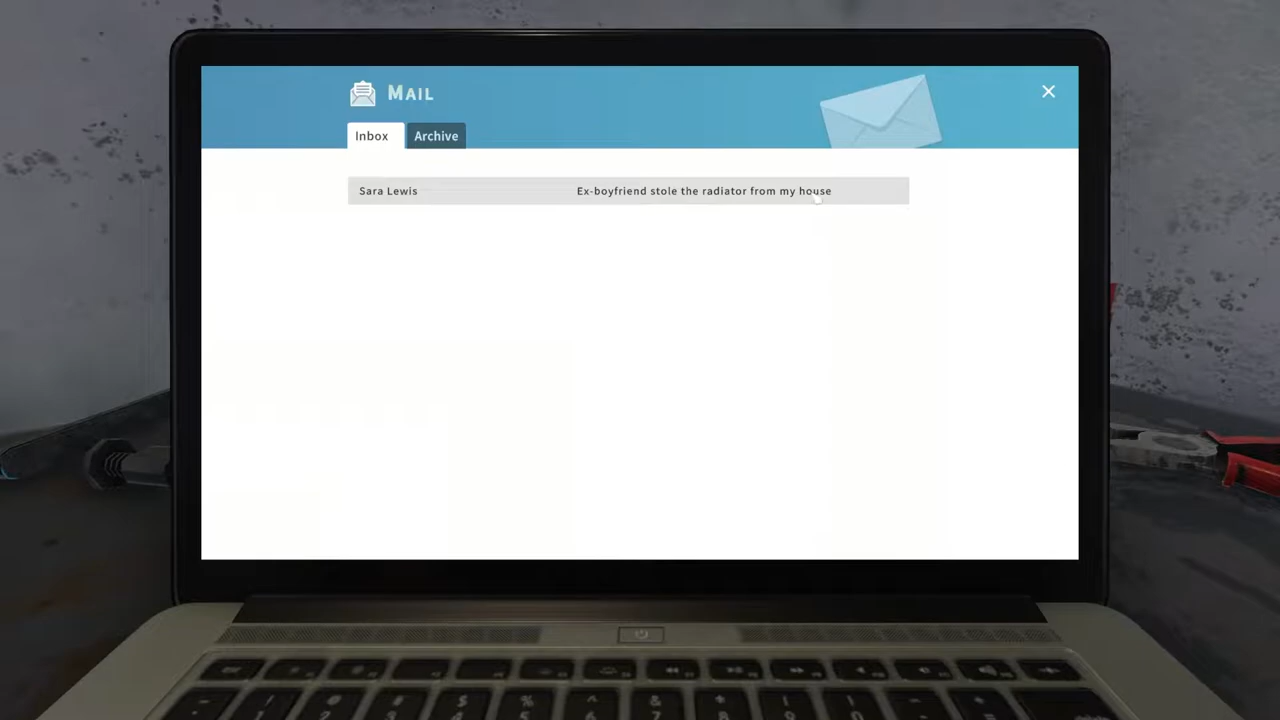 MAIL
Inbox
Archive
Sara Lewis
Ex-boyfriend stole the radiator from my house